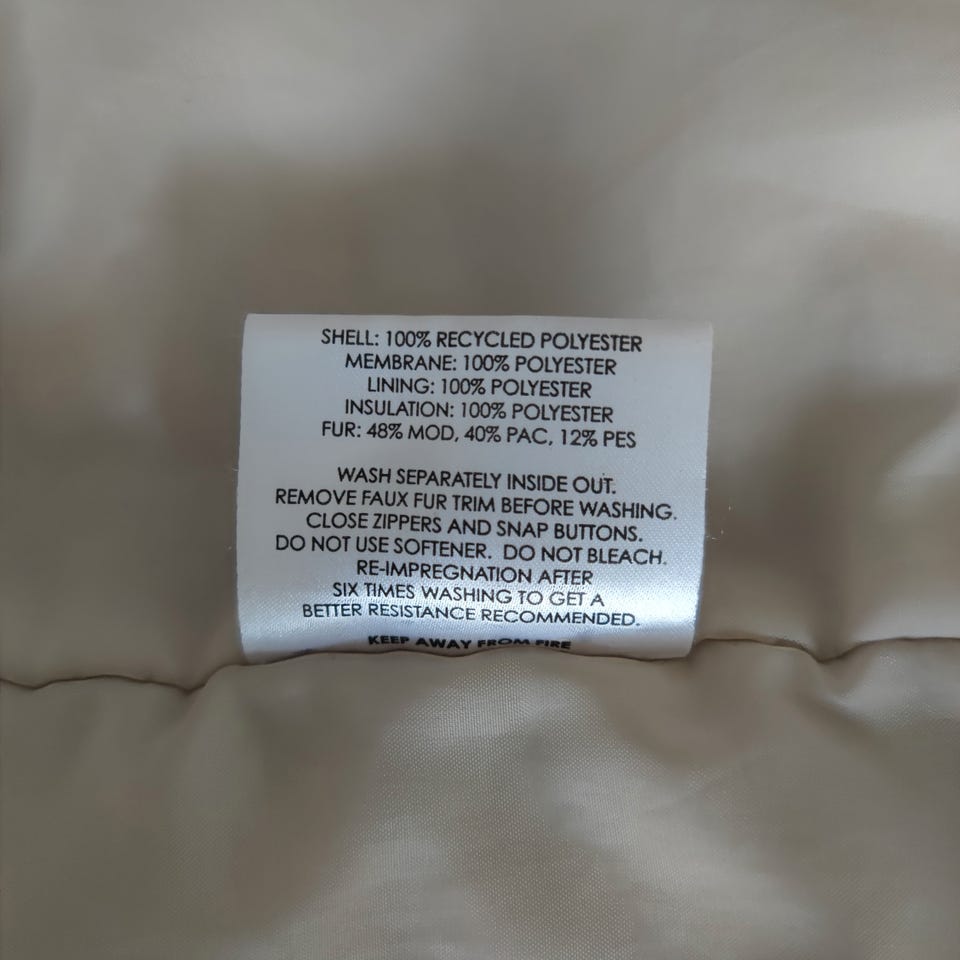 SHELL: 100% RECYCLED POLYESTER
MEMBRANE: 100% POLYESTER
LINING: 100% POLYESTER
INSULATION: 100% POLYESTER
FUR: 48% MOD, 40% PAC, 12% PES
WASH SEPARATELY INSIDE OUT.
REMOVE FAUX FUR TRIM BEFORE WASHING.
CLOSE ZIPPERS AND SNAP BUTTONS.
DO NOT USE SOFTENER. DO NOT BLEACH.
RE-IMPREGNATION AFTER
SIX TIMES WASHING TO GET A
BETTER RESISTANCE RECOMMENDED.
KEEP AWAY FROM FIRE